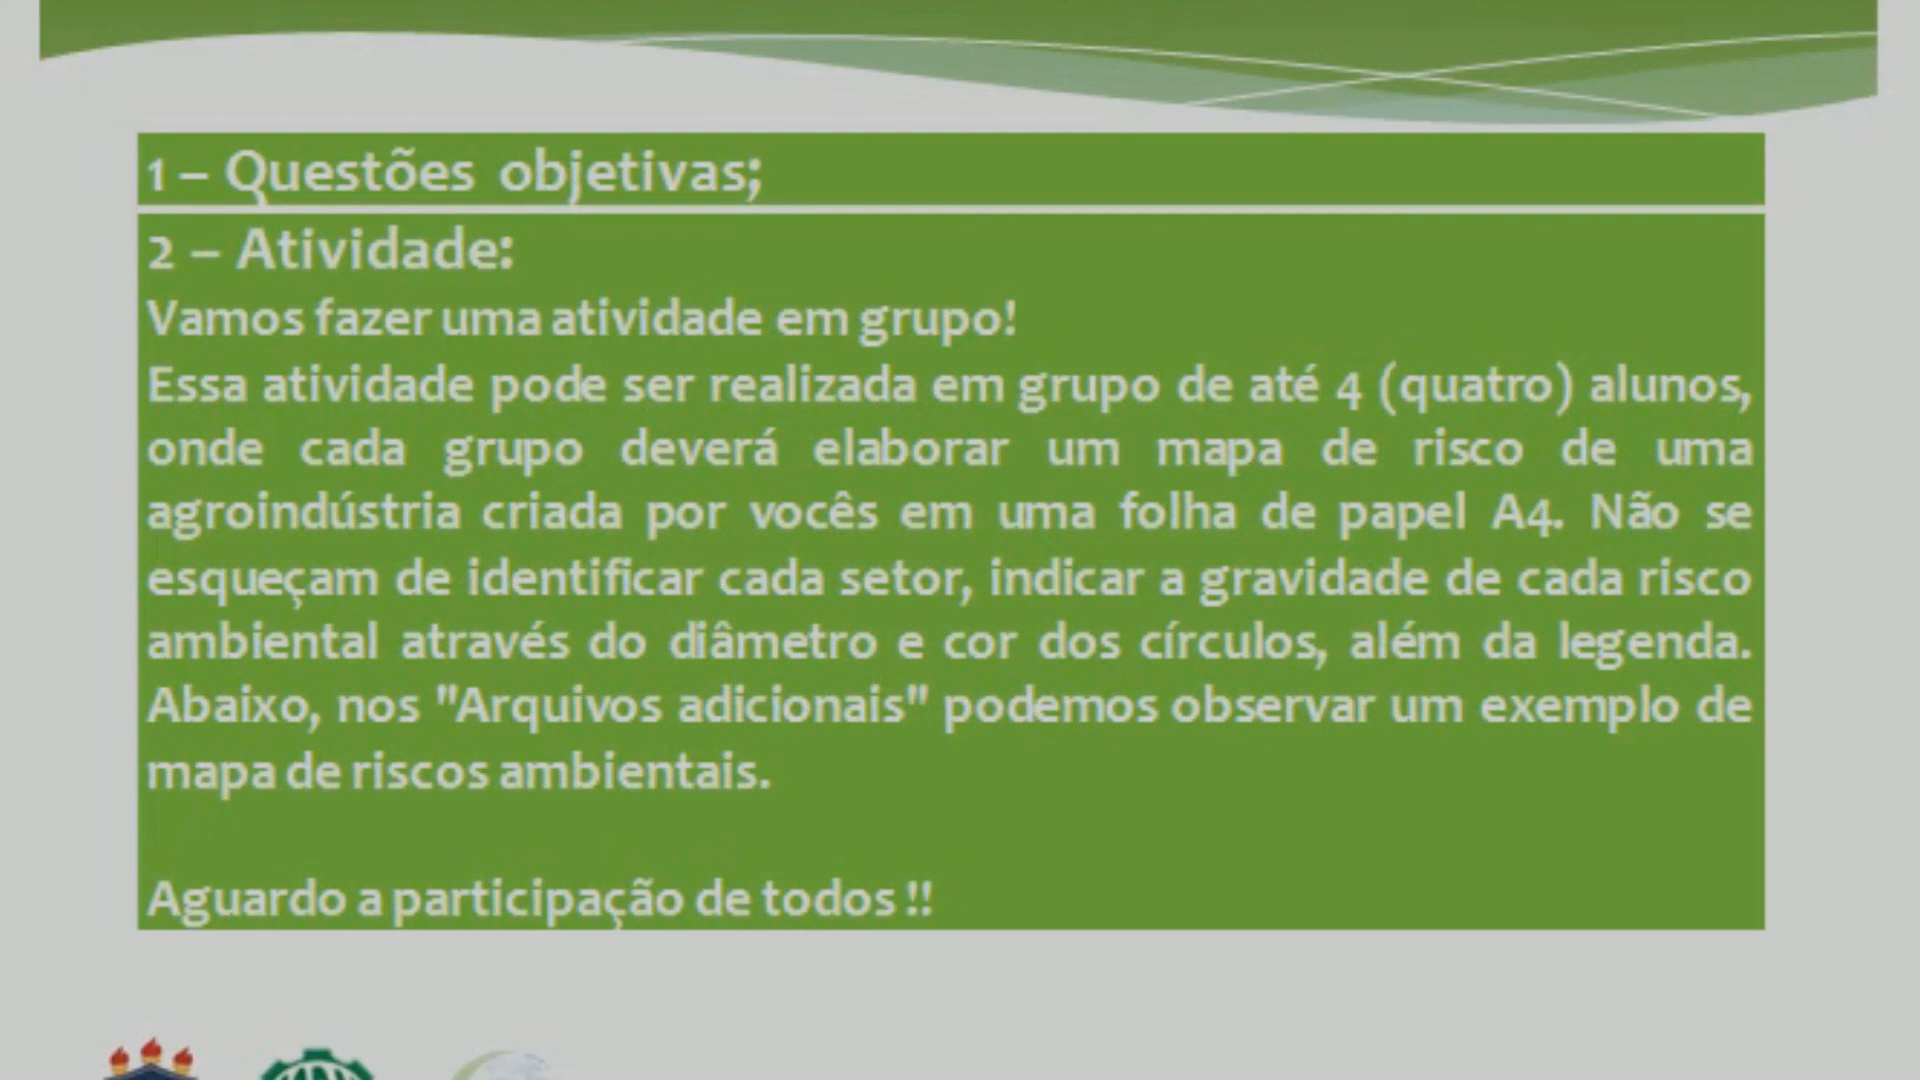 1 – Questões objetivas;
2 – Atividade:
Vamos fazer uma atividade em grupo!
Essa atividade pode ser realizada em grupo de até 4 (quatro) alunos,
onde cada grupo deverá elaborar um mapa de risco de uma
agroindústria criada por vocês em uma folha de papel A4. Não se
esqueçam de identificar cada setor, indicar a gravidade de cada risco
ambiental através do diâmetro e cor dos círculos, além da legenda.
Abaixo, nos "Arquivos adicionais" podemos observar um exemplo de
mapa de riscos ambientais.
Aguardo a participação de todos !!